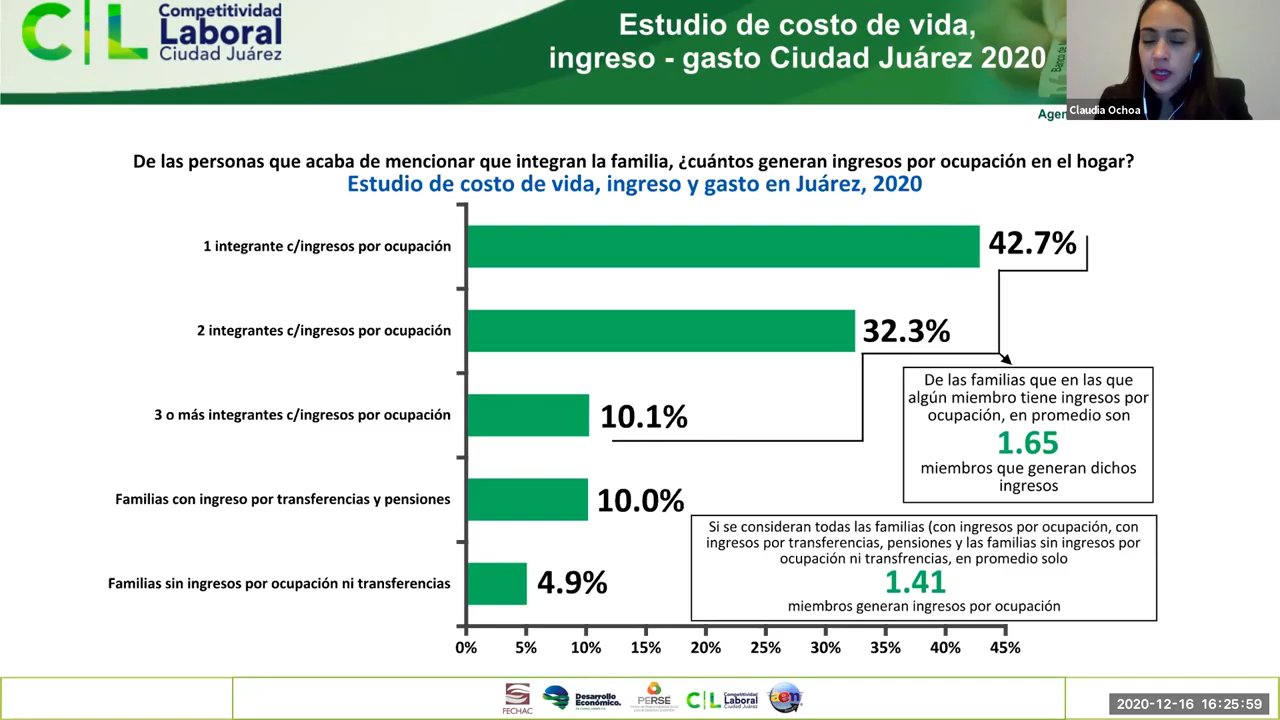 C|L
Competitividad
Laboral
Ciudad Juárez
Estudio de costo de vida,
ingreso - gasto Ciudad Juárez 2020
Claudia Ochoa
De las personas que acaba de mencionar que integran la familia, ¿cuántos generan ingresos por ocupación en el hogar?
Estudio de costo de vida, ingreso y gasto en Juárez, 2020
1 integrante c/ingresos por ocupación
42.7%
2 integrantes c/ingresos por ocupación
32.3%
3 o más integrantes c/ingresos por ocupación
10.1%
Familias con ingreso por transferencias y pensiones
10.0%
Familias sin ingresos por ocupación ni transferencias
4.9%
De las familias que en las que
algún miembro tiene ingresos por
ocupación, en promedio son
1.65
miembros que generan dichos
ingresos
Si se consideran todas las familias (con ingresos por ocupación, con
ingresos por transferencias, pensiones y las familias sin ingresos por
ocupación ni transfrencias, en promedio solo
1.41
miembros generan ingresos por ocupación
0% 5% 10% 15% 20% 25% 30% 35% 40% 45%
FECHAC
Desarrollo
Económico.
PERSÉ
C|L
Competitividad
Laboral
Ciudad Juárez
2020-12-16 16:25:59